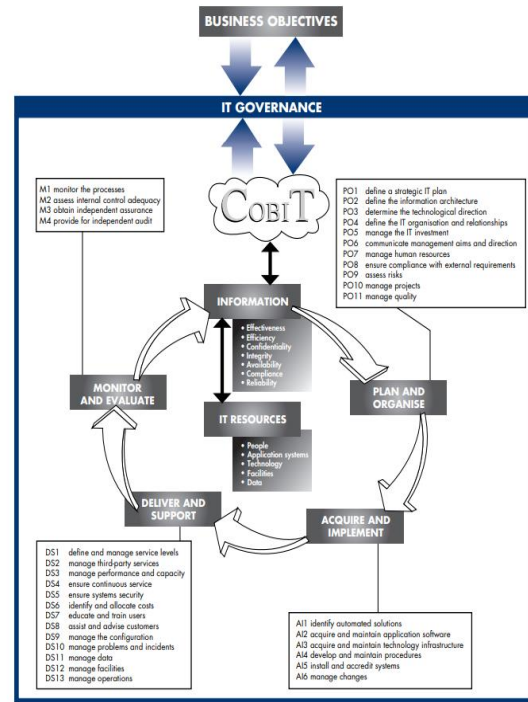 BUSINESS OBJECTIVES
IT GOVERNANCE
COBIT
M1 monitor the processes
M2 assess internal control adequacy
M3 obtain independent assurance
M4 provide for independent audit
PO1 define a strategic IT plan
PO2 define the information architecture
PO3 determine the technological direction
PO4 define the IT organisation and relationships
PO5 manage the IT investment
PO6 communicate management aims and direction
PO7 manage human resources
PO8 ensure compliance with external requirements
PO9 assess risks
PO10 manage projects
PO11 manage quality
INFORMATION
• Effectiveness
• Efficiency
• Confidentiality
• Integrity
• Availability
• Compliance
• Reliability
MONITOR
AND EVALUATE
PLAN AND
ORGANISE
IT RESOURCES
• People
• Application systems
• Technology
• Facilities
• Data
DELIVER AND
SUPPORT
ACQUIRE AND
IMPLEMENT
DS1 define and manage service levels
DS2 manage third-party services
DS3 manage performance and capacity
DS4 ensure continuous service
DS5 ensure systems security
DS6 identify and allocate costs
DS7 educate and train users
DS8 assist and advise customers
DS9 manage the configuration
DS10 manage problems and incidents
DS11 manage data
DS12 manage facilities
DS13 manage operations
AI1 identify automated solutions
AI2 acquire and maintain application software
AI3 acquire and maintain technology infrastructure
AI4 develop and maintain procedures
AI5 install and accredit systems
AI6 manage changes